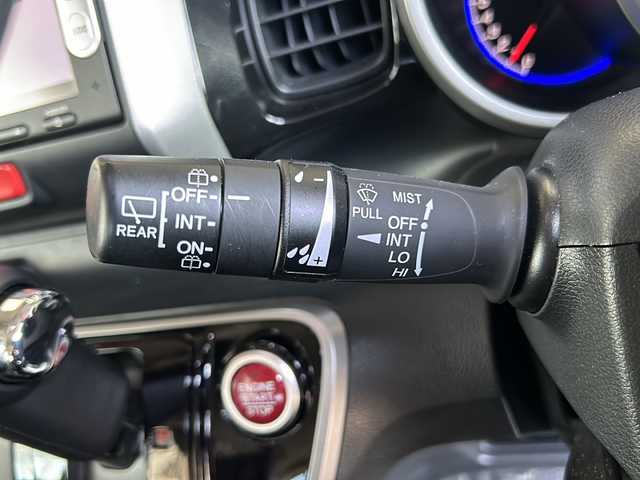 OFF
INT
ON
REAR
-
+
PULL
MIST
OFF
INT
LO
HI
ENGINE
START
STOP